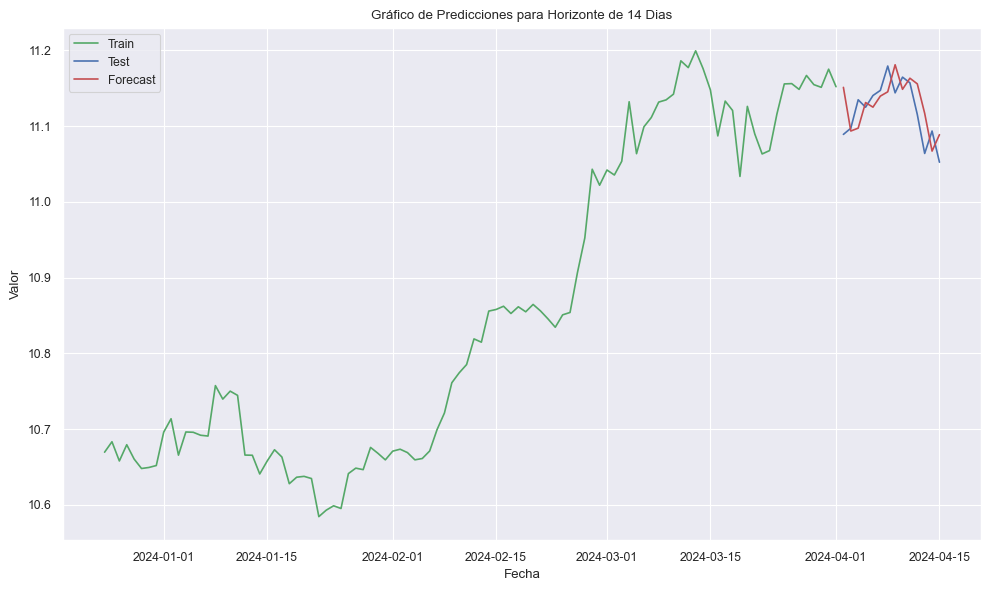 Gráfico de Predicciones para Horizonte de 14 Dias
Train
Test
Forecast
Valor
11.2
11.1
11.0
10.9
10.8
10.7
10.6
2024-01-01 2024-01-15 2024-02-01 2024-02-15 2024-03-01 2024-03-15 2024-04-01 2024-04-15
Fecha